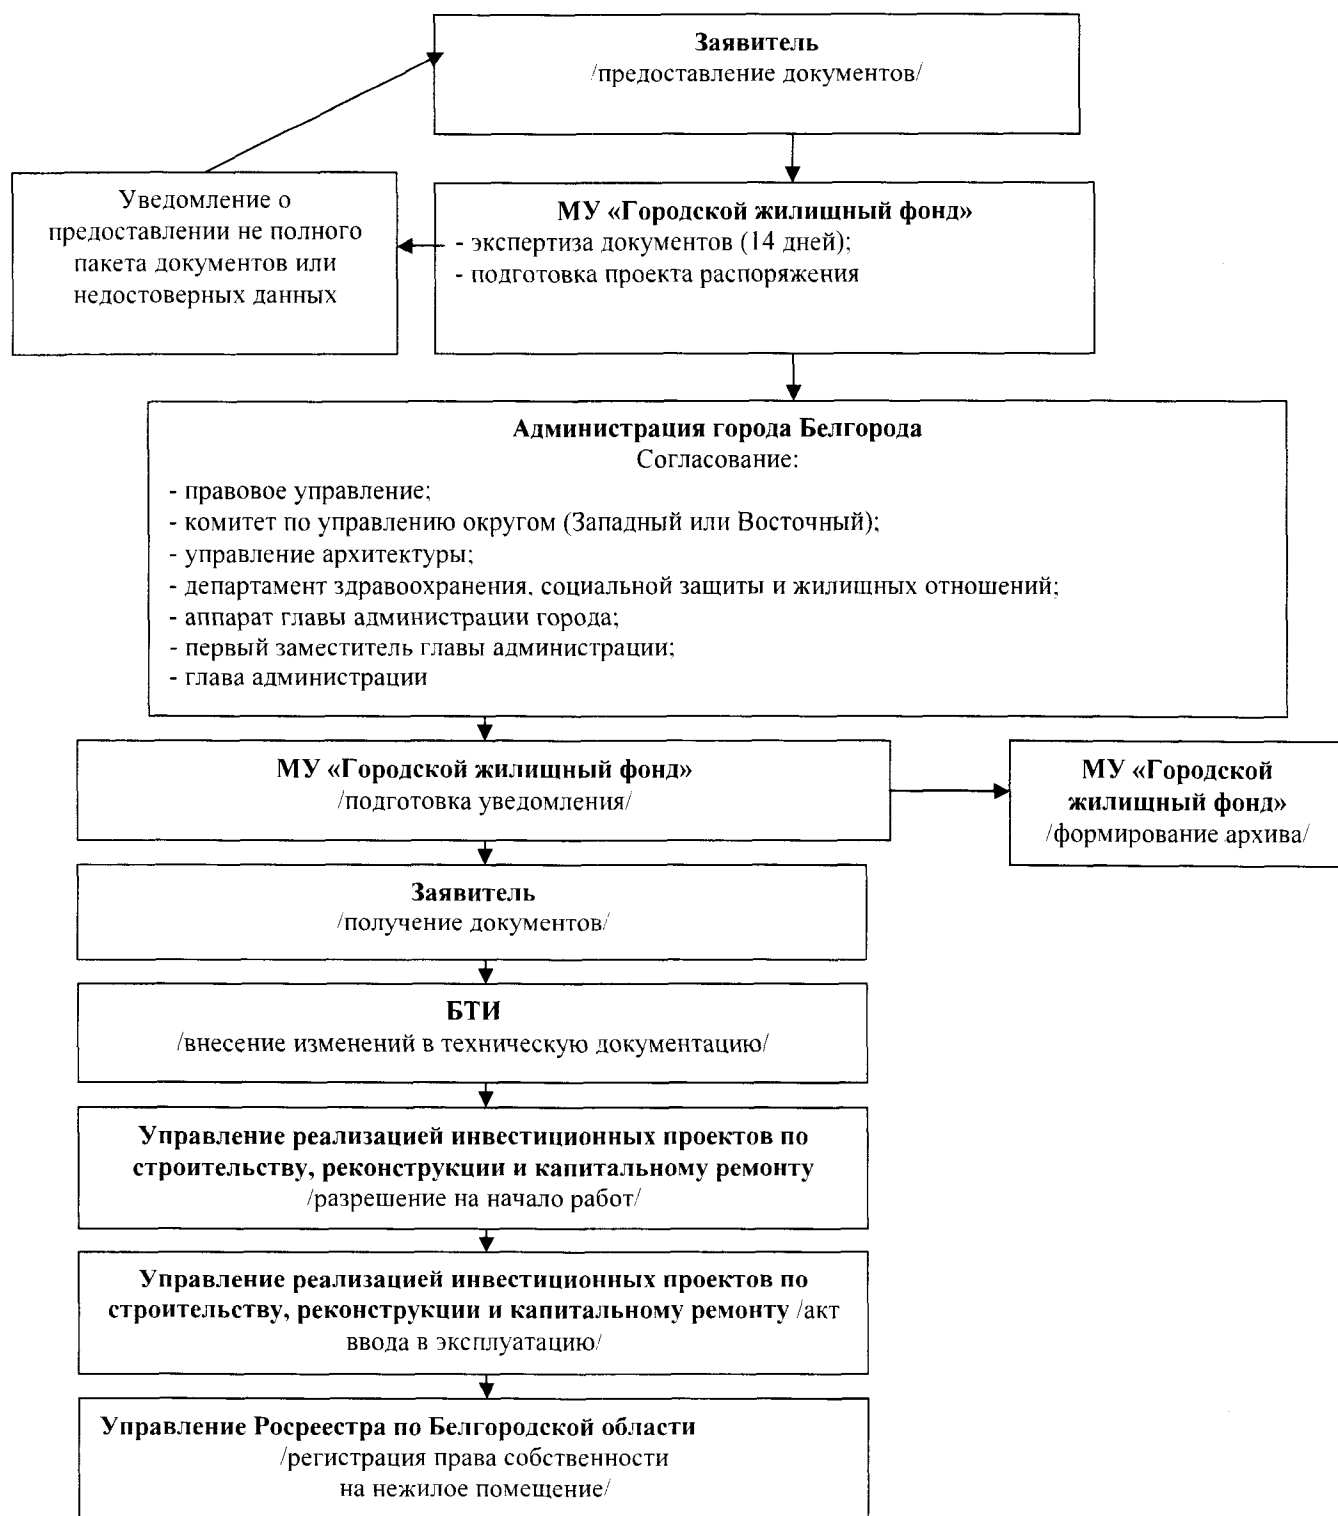 Заявитель
/предоставление документов/
Уведомление о
предоставлении не полного
пакета документов или
недостоверных данных
МУ «Городской жилищный фонд»
- экспертиза документов (14 дней);
- подготовка проекта распоряжения
Администрация города Белгорода
Согласование:
- правовое управление;
- комитет по управлению округом (Западный или Восточный);
- управление архитектуры;
- департамент здравоохранения, социальной защиты и жилищных отношений;
- аппарат главы администрации города;
- первый заместитель главы администрации;
- глава администрации
МУ «Городской жилищный фонд»
/подготовка уведомления/
МУ «Городской
жилищный фонд»
/формирование архива/
Заявитель
/получение документов/
БТИ
/внесение изменений в техническую документацию/
Управление реализацией инвестиционных проектов по
строительству, реконструкции и капитальному ремонту
/разрешение на начало работ/
Управление реализацией инвестиционных проектов по
строительству, реконструкции и капитальному ремонту /акт
ввода в эксплуатацию/
Управление Росреестра по Белгородской области
/регистрация права собственности
на нежилое помещение/